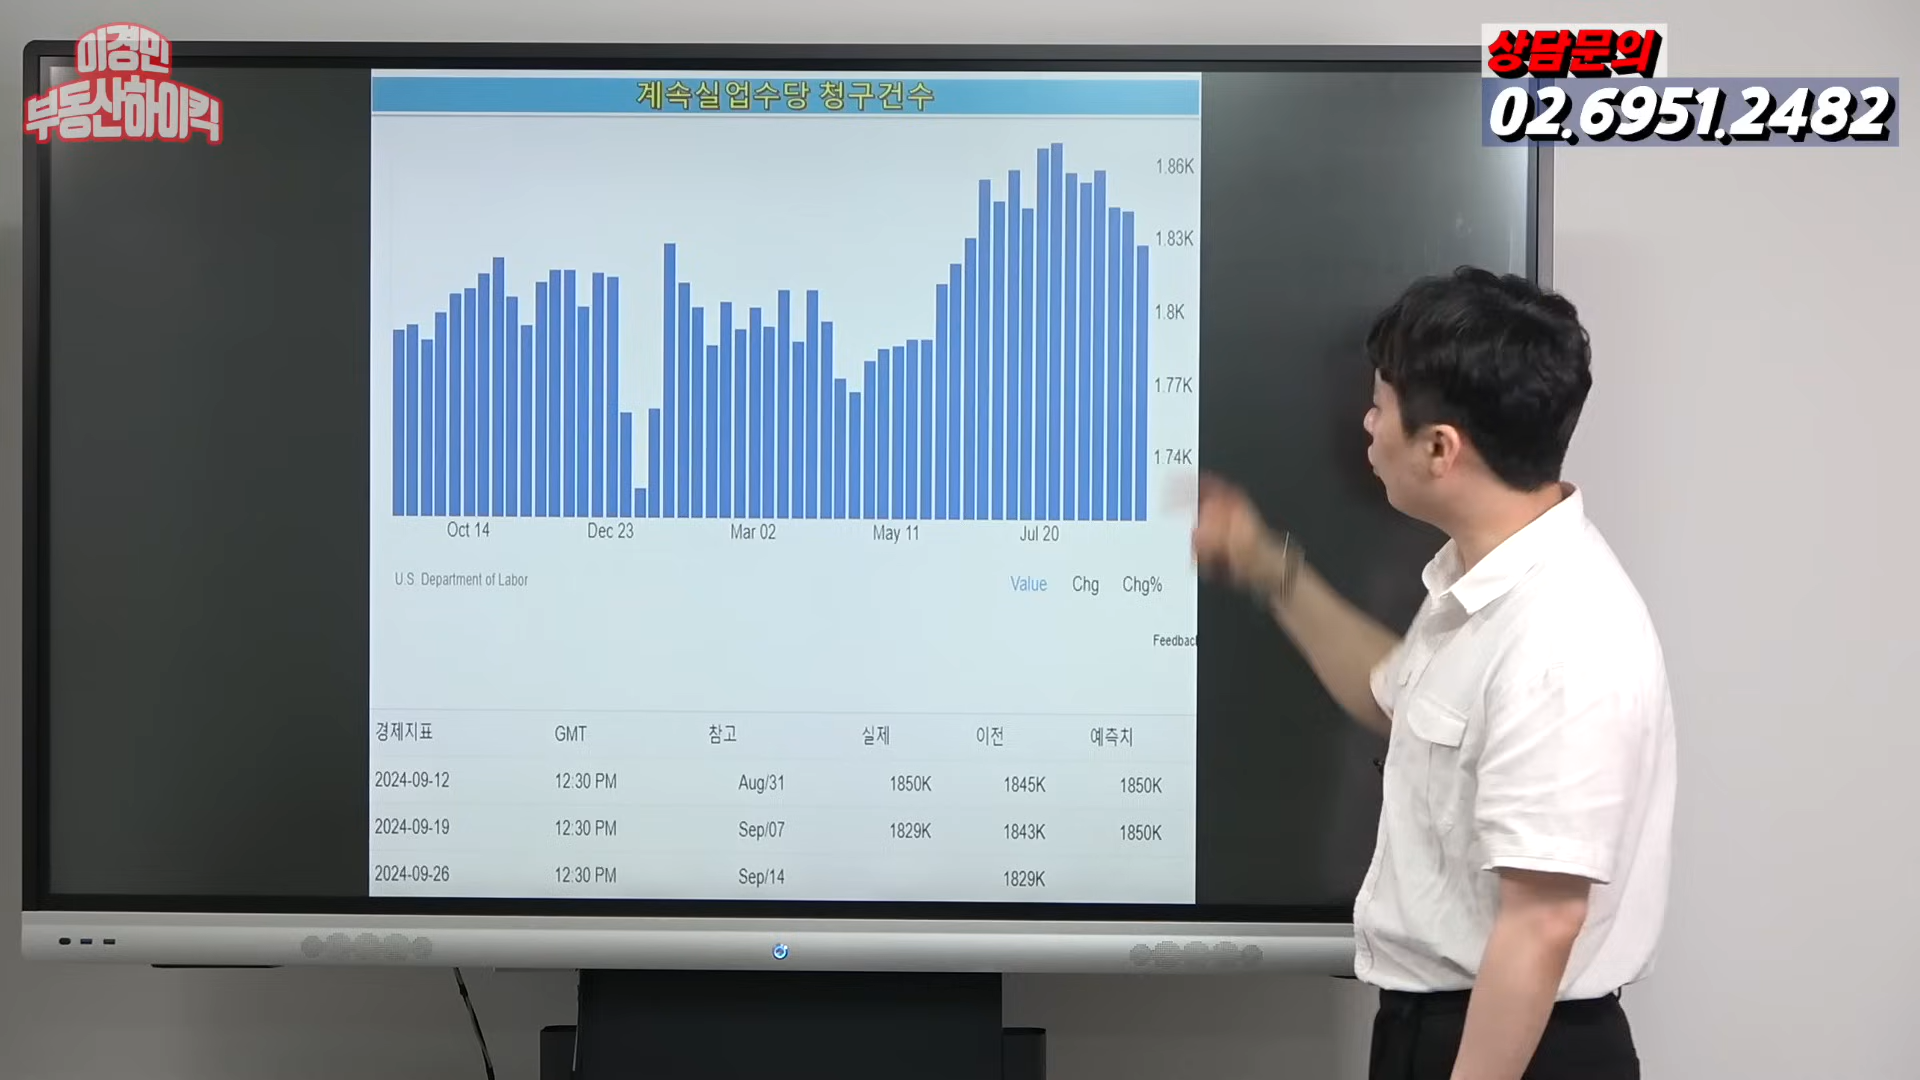 이경민
부동산하이킥
상담문의
02.6951.2482
계속실업수당 청구건수
1.86K
1.83K
1.8K
1.77K
1.74K
Oct 14 Dec 23 Mar 02 May 11 Jul 20
U.S. Department of Labor
Value Chg Chg%
Feedbac
경제지표 GMT 참고 실제 이전 예측치
2024-09-12 12:30 PM Aug/31 1850K 1845K 1850K
2024-09-19 12:30 PM Sep/07 1829K 1843K 1850K
2024-09-26 12:30 PM Sep/14 1829K